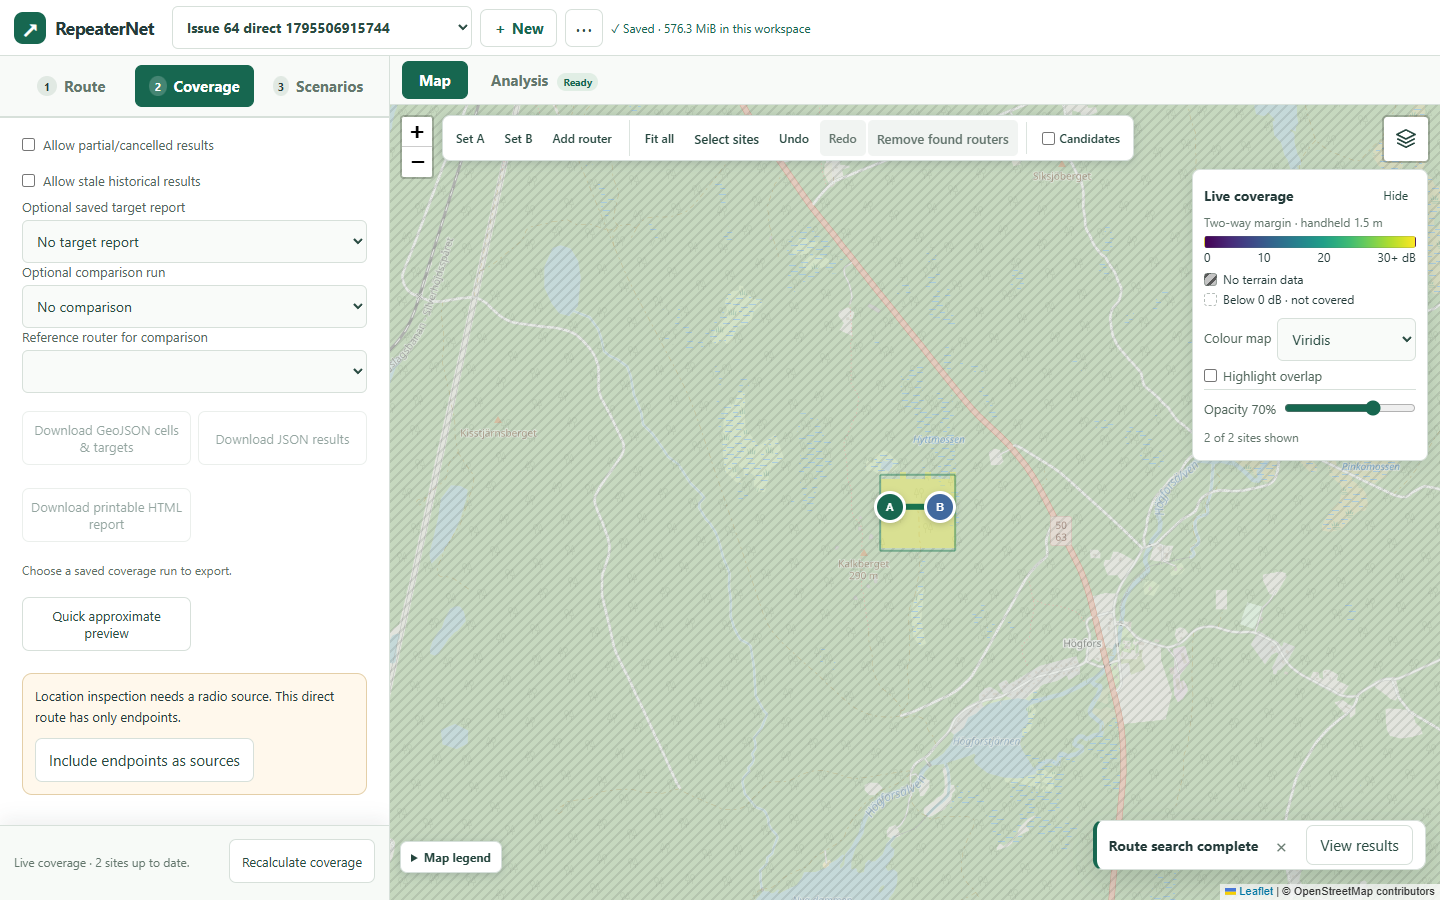 RepeaterNet
Issue 64 direct 1795506915744
+ New
...
✓ Saved · 576.3 MiB in this workspace
1 Route
2 Coverage
3 Scenarios
Map
Analysis Ready
Allow partial/cancelled results
Allow stale historical results
Optional saved target report
No target report
Optional comparison run
No comparison
Reference router for comparison
Download GeoJSON cells
& targets
Download JSON results
Download printable HTML
report
Choose a saved coverage run to export.
Quick approximate
preview
Location inspection needs a radio source. This direct
route has only endpoints.
Include endpoints as sources
Live coverage · 2 sites up to date.
Recalculate coverage
+
−
Set A
Set B
Add router
Fit all
Select sites
Undo
Redo
Remove found routers
Candidates
Live coverage
Hide
Two-way margin · handheld 1.5 m
0 10 20 30+ dB
No terrain data
Below 0 dB · not covered
Colour map
Viridis
Highlight overlap
Opacity 70%
2 of 2 sites shown
Siksjöberget
Kisstjärnsberget
Hyttmossen
Pinkomossen
Högforsälven
A
B
50
63
Kalkberget
290 m
Högfors
Högforstjärnen
Högforsälven
Map legend
Route search complete
×
View results
Leaflet | © OpenStreetMap contributors